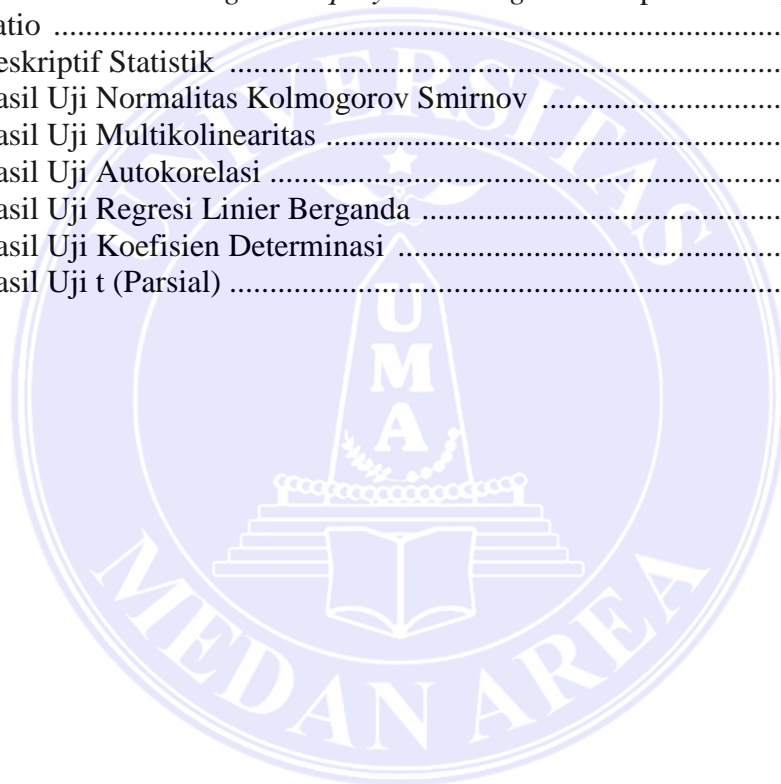 atio ..........................................................................................
eskriptif Statistik ....................................................................
asil Uji Normalitas Kolmogorov Smirnov ..............................
asil Uji Multikolinearitas .........................................................
asil Uji Autokorelasi ................................................................
asil Uji Regresi Linier Berganda .............................................
asil Uji Koefisien Determinasi ................................................
asil Uji t (Parsial) .....................................................................
UNIVERSITAS
UMA
MEDAN AREA